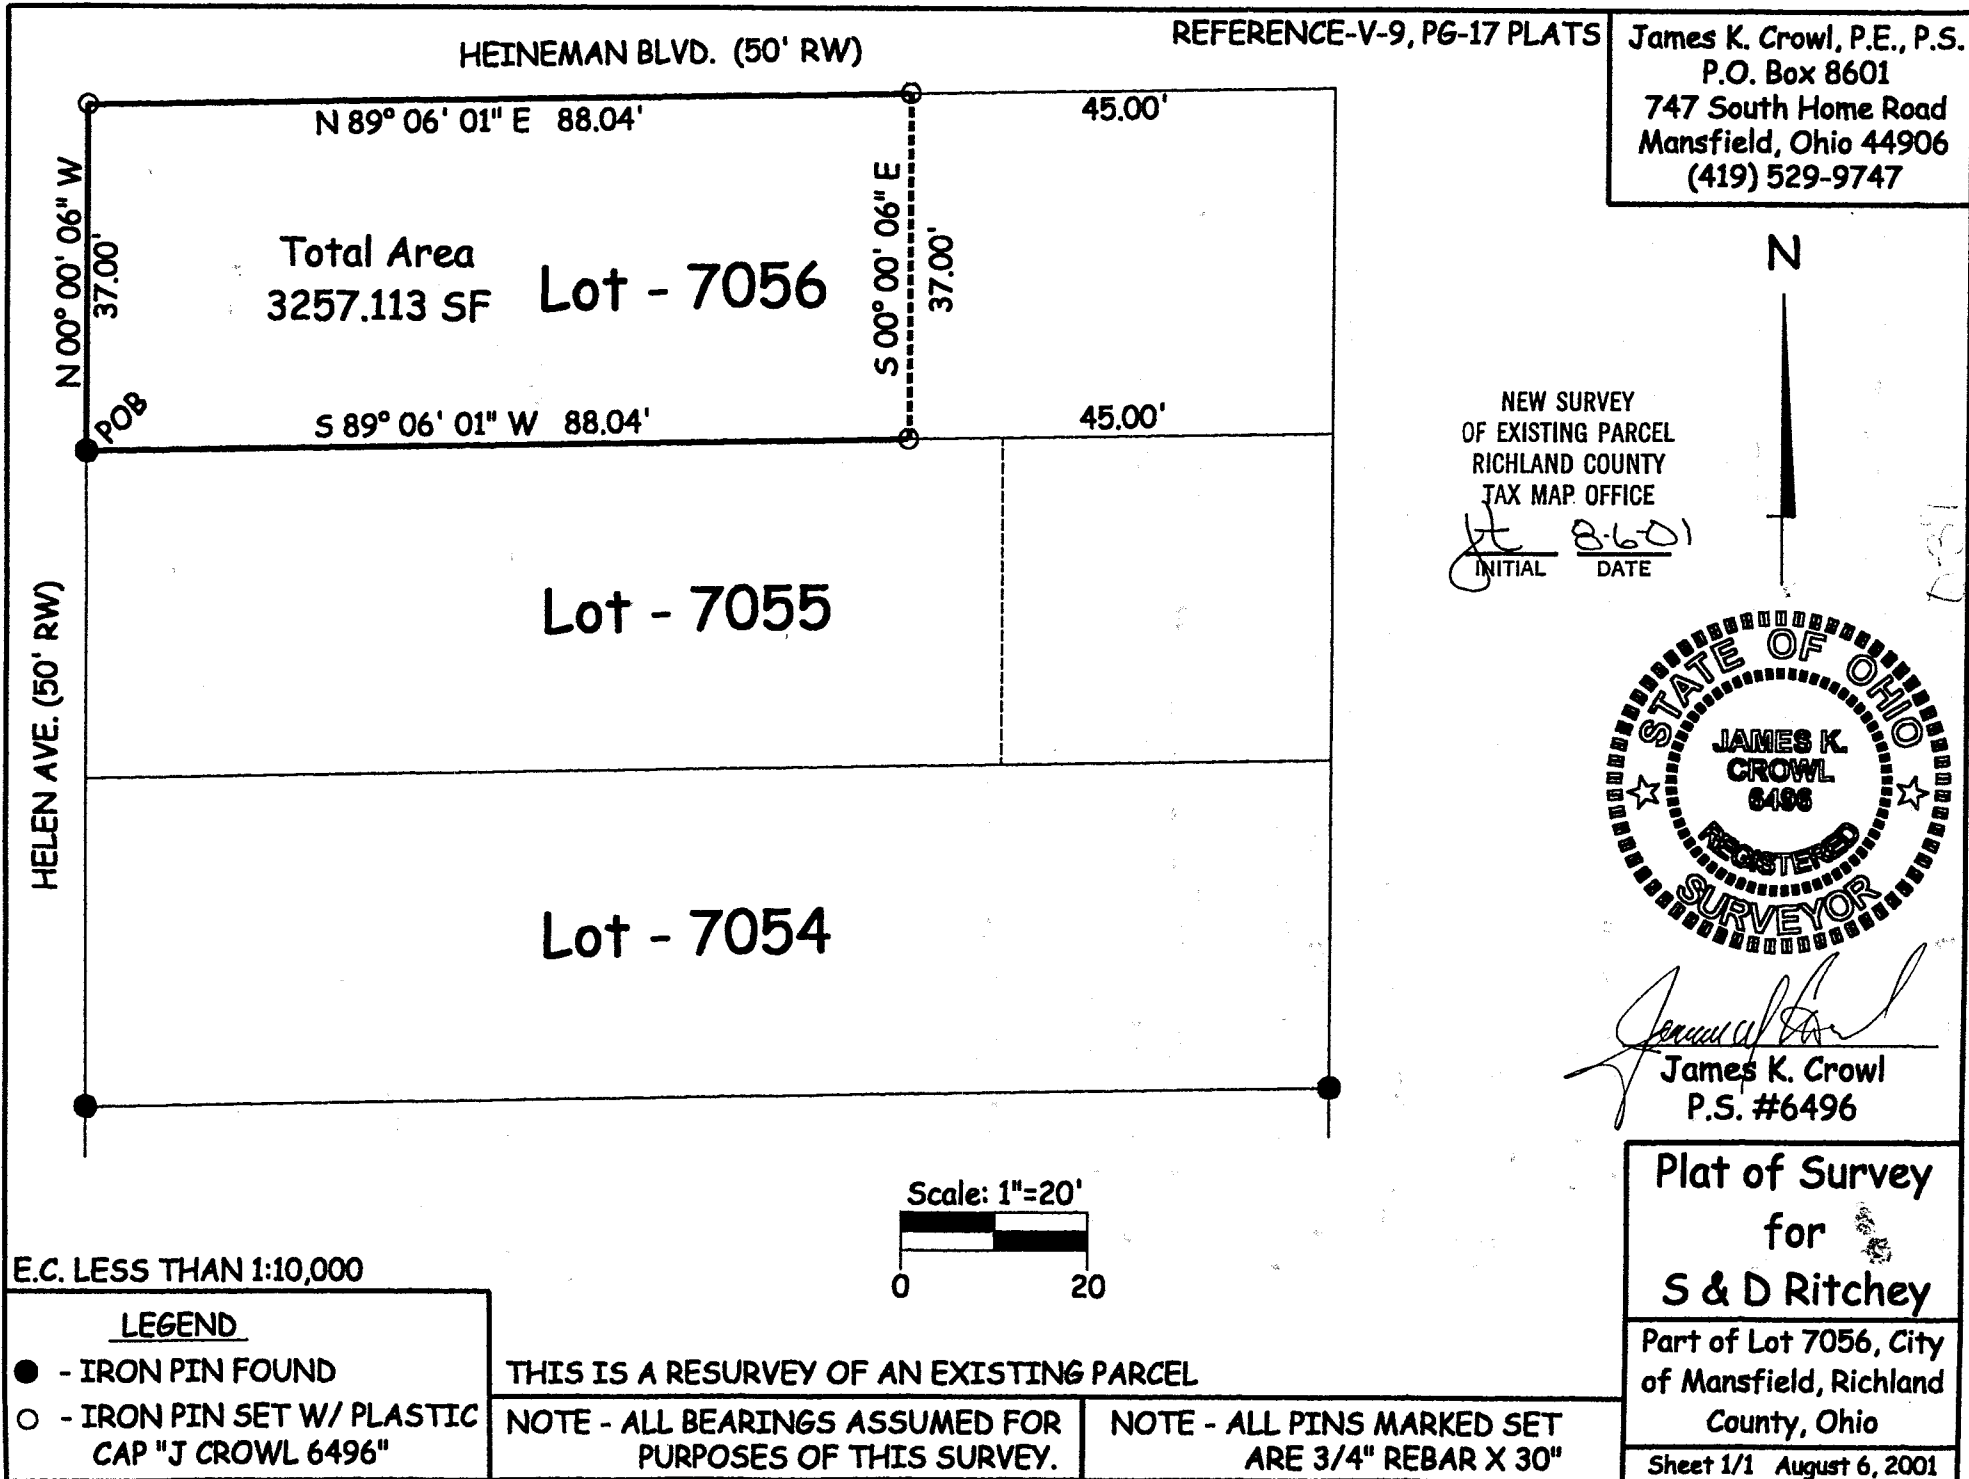 HEINEMAN BLVD. (50' RW)
REFERENCE-V-9, PG-17 PLATS
James K. Crowl, P.E., P.S.
P.O. Box 8601
747 South Home Road
Mansfield, Ohio 44906
(419) 529-9747
N 89° 06' 01" E 88.04'
45.00'
N 00° 00' 06" W
37.00'
Total Area
3257.113 SF
Lot - 7056
S 00° 00' 06" E
37.00'
POB
S 89° 06' 01" W 88.04'
45.00'
N
NEW SURVEY
OF EXISTING PARCEL
RICHLAND COUNTY
TAX MAP OFFICE
8-6-01
INITIAL DATE
HELEN AVE. (50' RW)
Lot - 7055
Lot - 7054
STATE OF OHIO
JAMES K.
CROWL
6496
REGISTERED
SURVEYOR
James K. Crowl
P.S. #6496
Scale: 1"=20'
0 20
E.C. LESS THAN 1:10,000
LEGEND
- IRON PIN FOUND
- IRON PIN SET W/ PLASTIC
CAP "J CROWL 6496"
THIS IS A RESURVEY OF AN EXISTING PARCEL
NOTE - ALL BEARINGS ASSUMED FOR
PURPOSES OF THIS SURVEY.
NOTE - ALL PINS MARKED SET
ARE 3/4" REBAR X 30"
Plat of Survey
for
S & D Ritchey
Part of Lot 7056, City
of Mansfield, Richland
County, Ohio
Sheet 1/1 August 6, 2001